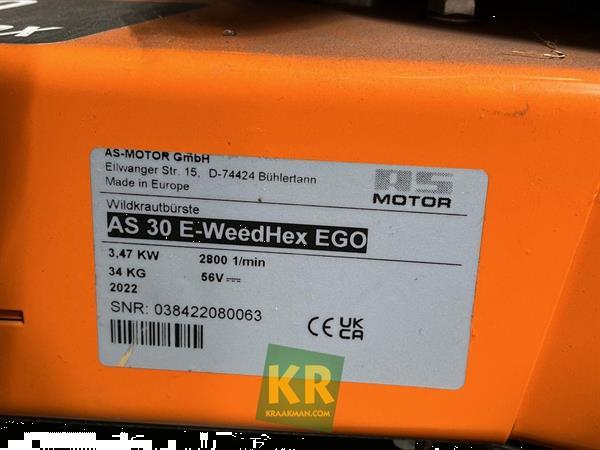 AS-MOTOR GmbH
Ellwanger Str. 15, D-74424 Bühlertann
Made in Europe
AS
MOTOR
Wildkrautbürste
AS 30 E-WeedHex EGO
3,47 KW 2800 1/min
34 KG 56V
2022
SNR: 038422080063
CE UK CA
KR
KRAAKMAN.COM